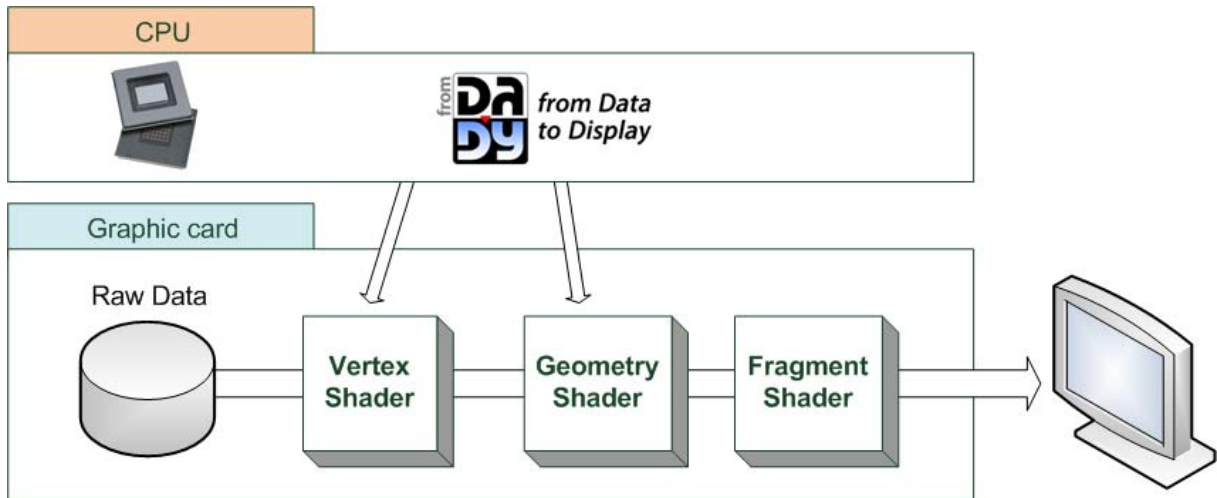 CPU
from
Da
Dy
from Data
to Display
Graphic card
Raw Data
Vertex
Shader
Geometry
Shader
Fragment
Shader